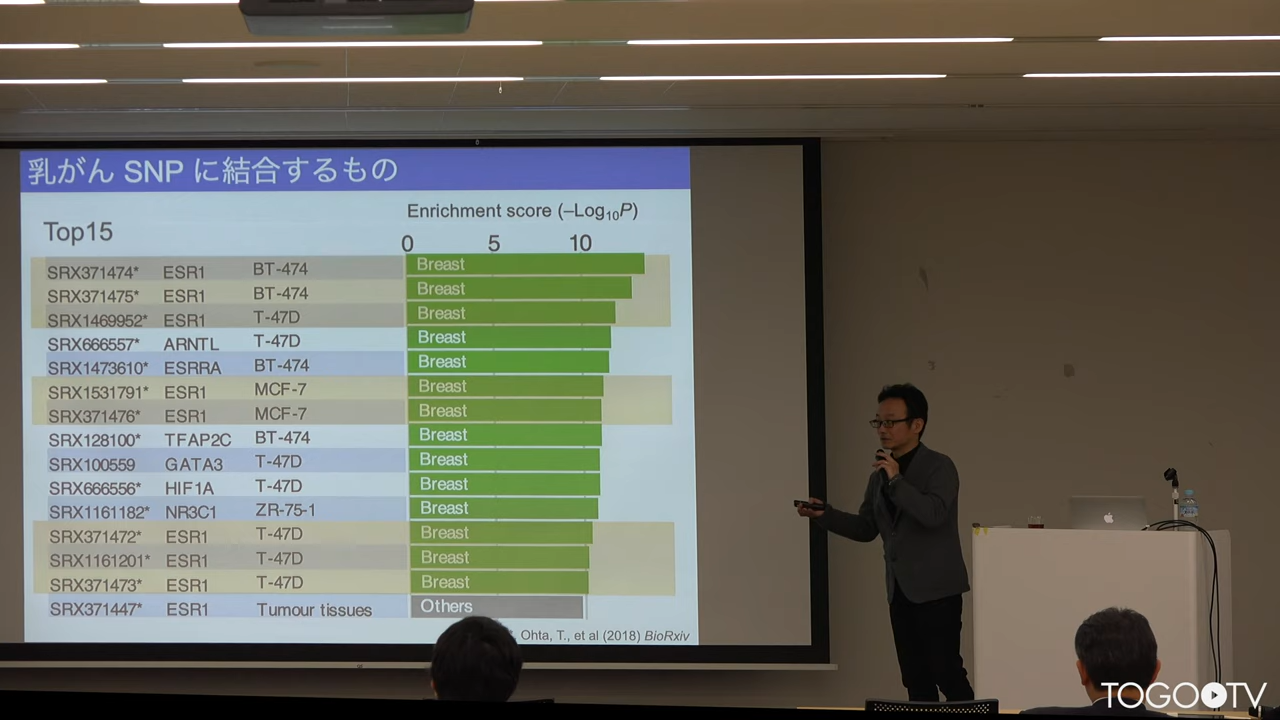 乳がん SNP に結合するもの
Enrichment score (–Log10P)
Top15
0 5 10
SRX371474* ESR1 BT-474 Breast
SRX371475* ESR1 BT-474 Breast
SRX1469952* ESR1 T-47D Breast
SRX666557* ARNTL T-47D Breast
SRX1473610* ESRRA BT-474 Breast
SRX1531791* ESR1 MCF-7 Breast
SRX371476* ESR1 MCF-7 Breast
SRX128100* TFAP2C BT-474 Breast
SRX100559 GATA3 T-47D Breast
SRX666556* HIF1A T-47D Breast
SRX1161182* NR3C1 ZR-75-1 Breast
SRX371472* ESR1 T-47D Breast
SRX1161201* ESR1 T-47D Breast
SRX371473* ESR1 T-47D Breast
SRX371447* ESR1 Tumour tissues Others
Ohta, T., et al (2018) BioRxiv
TOGO TV